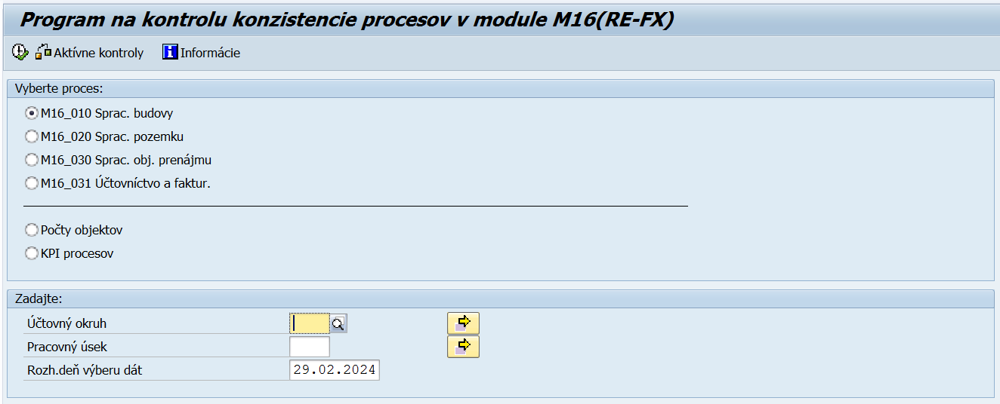 Program na kontrolu konzistencie procesov v module M16(RE-FX)
Aktívne kontroly Informácie
Vyberte proces:
M16_010 Sprac. budovy
M16_020 Sprac. pozemku
M16_030 Sprac. obj. prenájmu
M16_031 Účtovníctvo a faktur.
Počty objektov
KPI procesov
Zadajte:
Účtovný okruh
Pracovný úsek
Rozh.deň výberu dát 29.02.2024